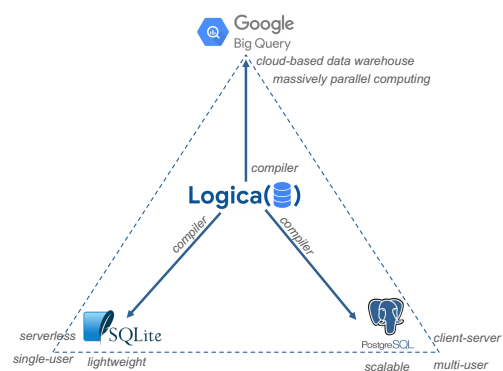 Google
Big Query
cloud-based data warehouse
massively parallel computing
compiler
Logica( )
compiler
compiler
serverless
SQLite
single-user
lightweight
PostgreSQL
client-server
scalable
multi-user